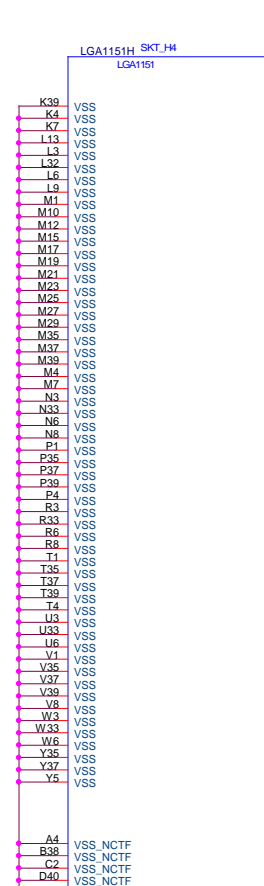 LGA1151H SKT_H4
LGA1151
K39 VSS
K4 VSS
K7 VSS
L13 VSS
L3 VSS
L32 VSS
L6 VSS
L9 VSS
M1 VSS
M10 VSS
M12 VSS
M15 VSS
M17 VSS
M19 VSS
M21 VSS
M23 VSS
M25 VSS
M27 VSS
M29 VSS
M35 VSS
M37 VSS
M39 VSS
M4 VSS
M7 VSS
N3 VSS
N33 VSS
N6 VSS
N8 VSS
P1 VSS
P35 VSS
P37 VSS
P39 VSS
P4 VSS
R3 VSS
R33 VSS
R6 VSS
R8 VSS
T1 VSS
T35 VSS
T37 VSS
T39 VSS
T4 VSS
U3 VSS
U33 VSS
U6 VSS
V1 VSS
V35 VSS
V37 VSS
V39 VSS
V8 VSS
W3 VSS
W33 VSS
W6 VSS
Y35 VSS
Y37 VSS
Y5 VSS
A4 VSS_NCTF
B38 VSS_NCTF
C2 VSS_NCTF
D40 VSS_NCTF